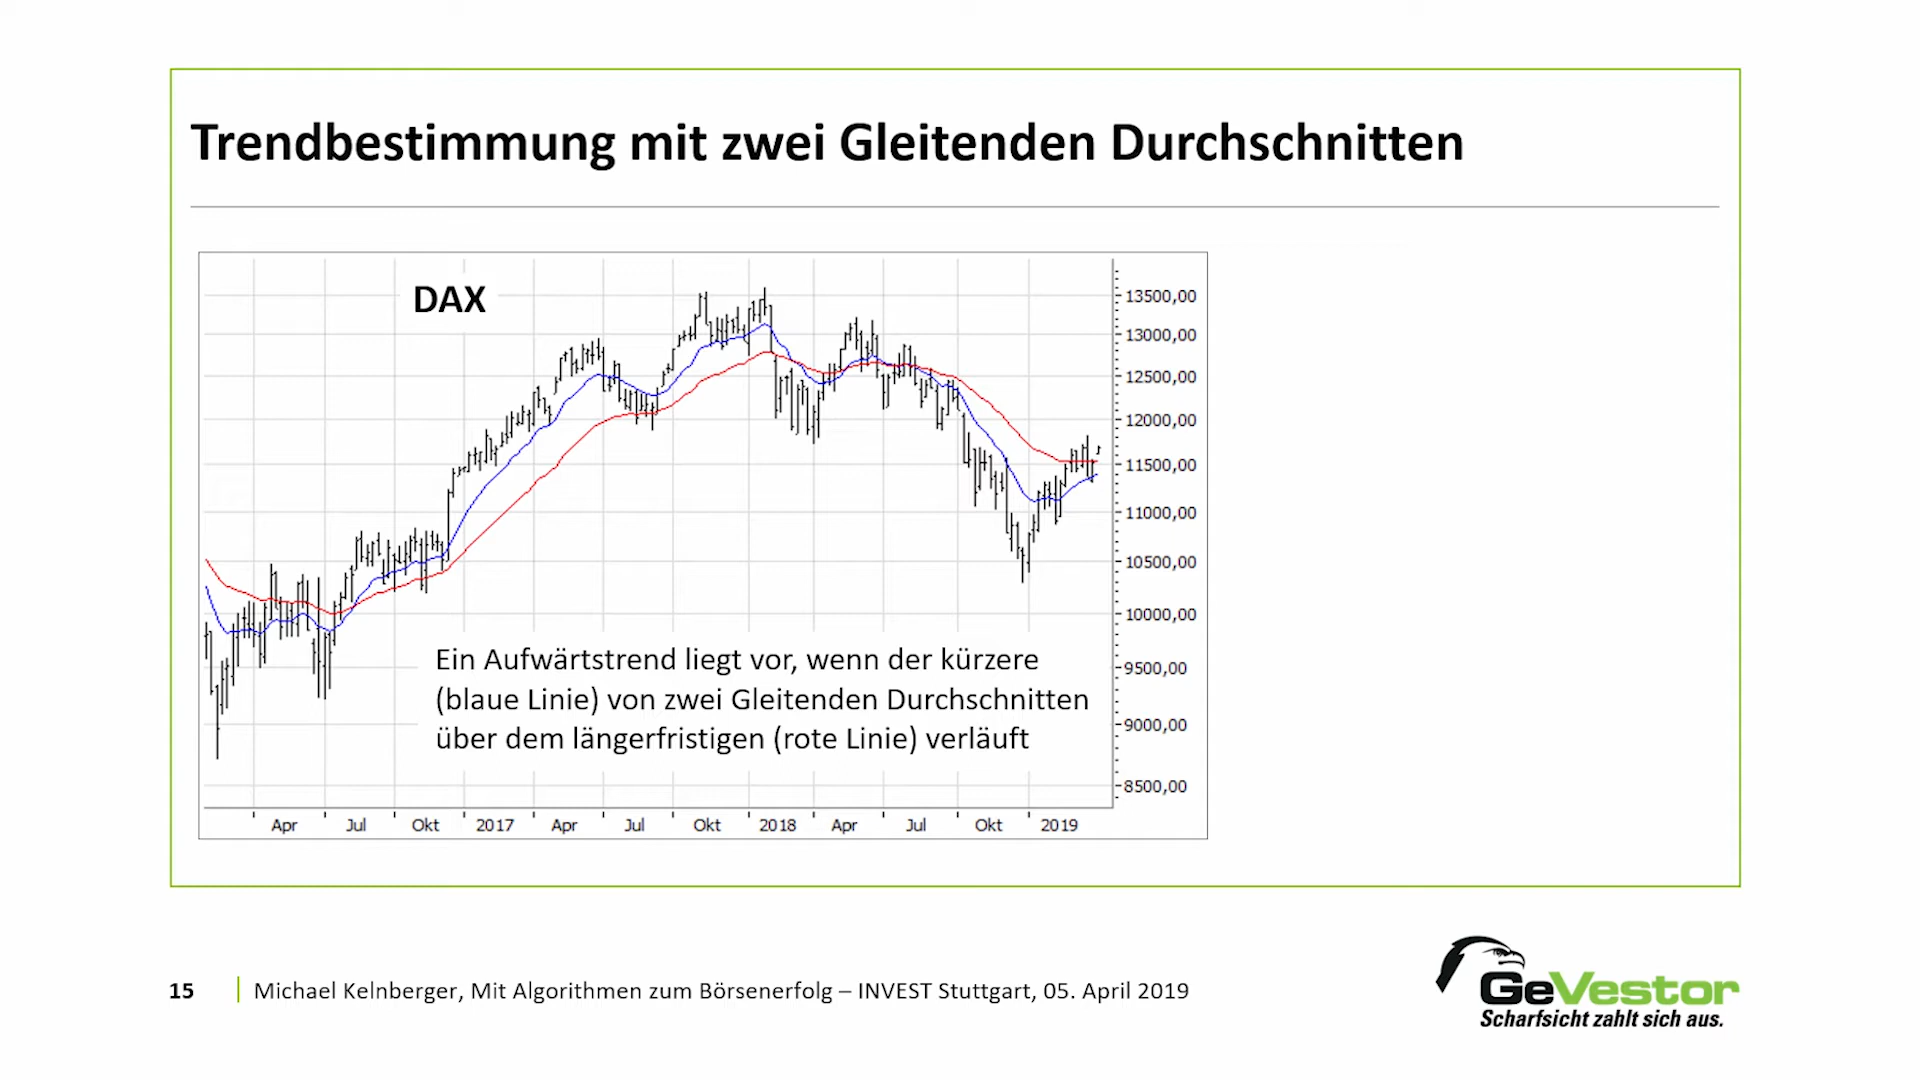 Trendbestimmung mit zwei Gleitenden Durchschnitten
DAX
13500,00
13000,00
12500,00
12000,00
11500,00
11000,00
10500,00
10000,00
9500,00
9000,00
8500,00
Ein Aufwärtstrend liegt vor, wenn der kürzere
(blaue Linie) von zwei Gleitenden Durchschnitten
über dem längerfristigen (rote Linie) verläuft
Apr Jul Okt 2017 Apr Jul Okt 2018 Apr Jul Okt 2019
15 Michael Kelnberger, Mit Algorithmen zum Börsenerfolg – INVEST Stuttgart, 05. April 2019
GeVestor
Scharfsicht zahlt sich aus.